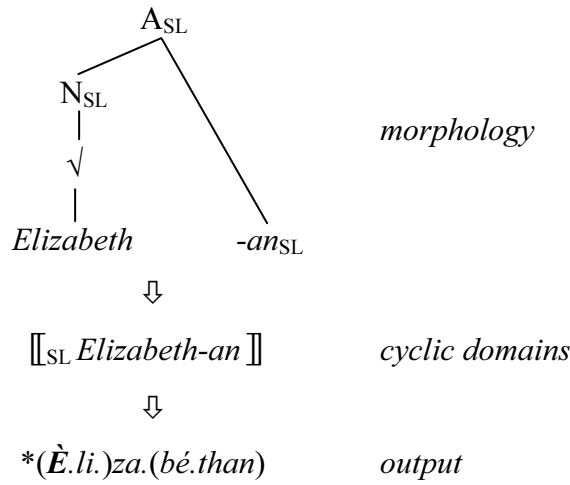 A_SL
N_SL
morphology
√
Elizabeth -an_SL
⇩
⟦_SL Elizabeth-an ⟧ cyclic domains
⇩
*(È.li.)za.(bé.than) output